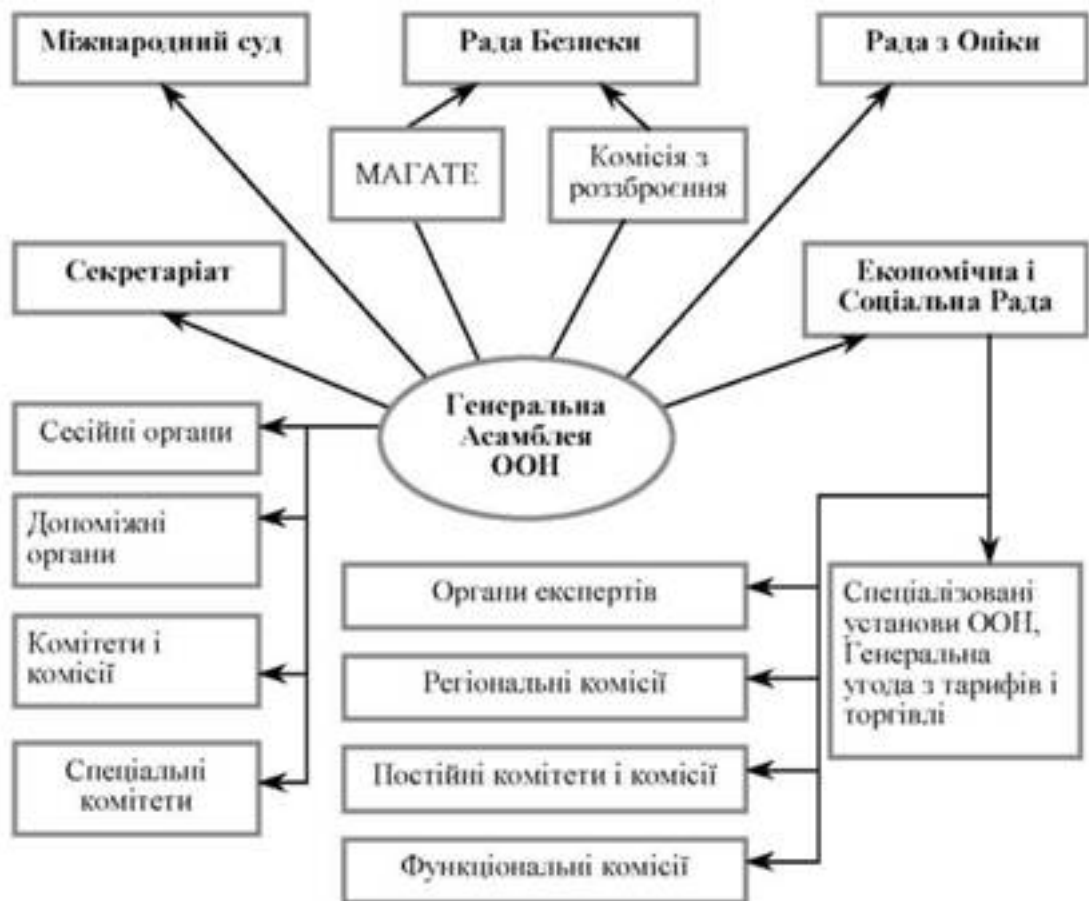 Міжнародний суд
Рада Безпеки
Рада з Опіки
МАГАТЕ
Комісія з
роззброєння
Секретаріат
Економічна і
Соціальна Рада
Генеральна
Асамблея
ООН
Сесійні органи
Допоміжні
органи
Комітети і
комісії
Спеціальні
комітети
Органи експертів
Регіональні комісії
Постійні комітети і комісії
Функціональні комісії
Спеціалізовані
установи ООН,
Генеральна
угода з тарифів і
торгівлі